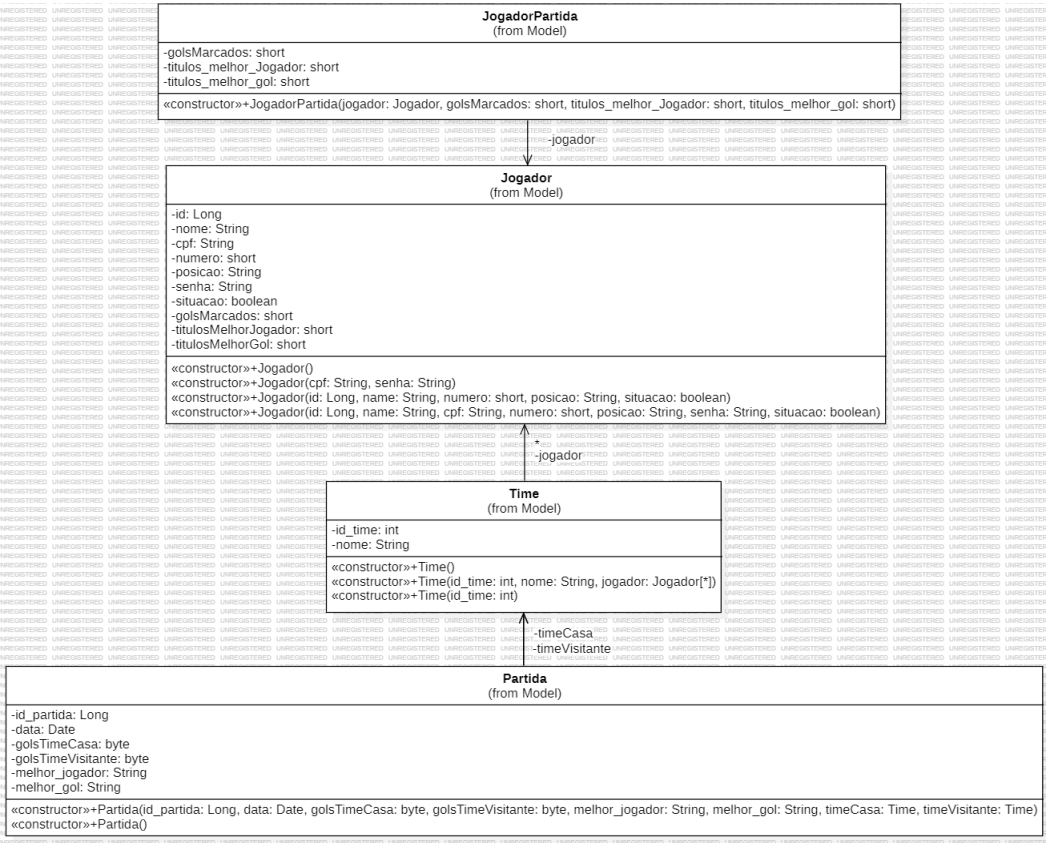 JogadorPartida
(from Model)
-golsMarcados: short
-titulos_melhor_Jogador: short
-titulos_melhor_gol: short
«constructor»+JogadorPartida(jogador: Jogador, golsMarcados: short, titulos_melhor_Jogador: short, titulos_melhor_gol: short)
-jogador
Jogador
(from Model)
-id: Long
-nome: String
-cpf: String
-numero: short
-posicao: String
-senha: String
-situacao: boolean
-golsMarcados: short
-titulosMelhorJogador: short
-titulosMelhorGol: short
«constructor»+Jogador()
«constructor»+Jogador(cpf: String, senha: String)
«constructor»+Jogador(id: Long, name: String, numero: short, posicao: String, situacao: boolean)
«constructor»+Jogador(id: Long, name: String, cpf: String, numero: short, posicao: String, senha: String, situacao: boolean)
*
-jogador
Time
(from Model)
-id_time: int
-nome: String
«constructor»+Time()
«constructor»+Time(id_time: int, nome: String, jogador: Jogador[*])
«constructor»+Time(id_time: int)
-timeCasa
-timeVisitante
Partida
(from Model)
-id_partida: Long
-data: Date
-golsTimeCasa: byte
-golsTimeVisitante: byte
-melhor_jogador: String
-melhor_gol: String
«constructor»+Partida(id_partida: Long, data: Date, golsTimeCasa: byte, golsTimeVisitante: byte, melhor_jogador: String, melhor_gol: String, timeCasa: Time, timeVisitante: Time)
«constructor»+Partida()
UNREGISTERED